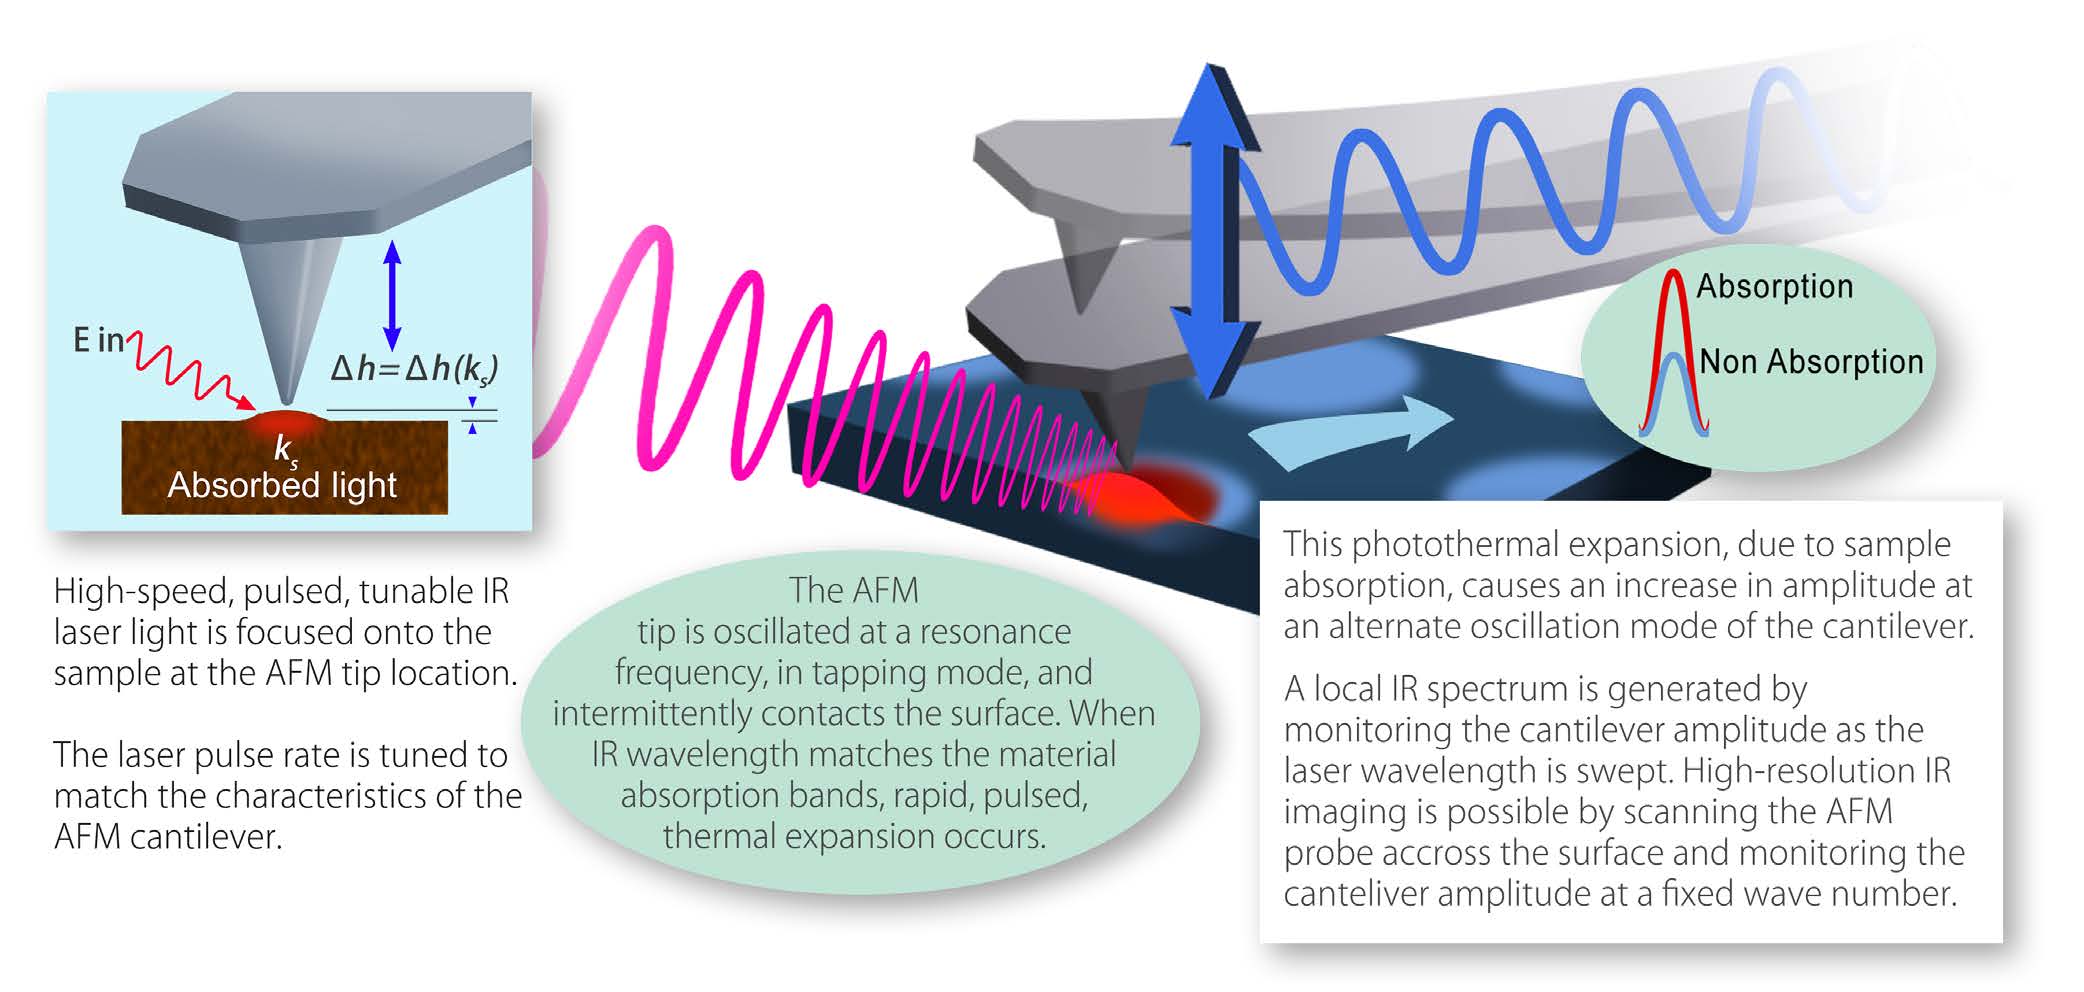 E in
Δh=Δh(ks)
ks
Absorbed light
High-speed, pulsed, tunable IR
laser light is focused onto the
sample at the AFM tip location.
The laser pulse rate is tuned to
match the characteristics of the
AFM cantilever.
The AFM
tip is oscillated at a resonance
frequency, in tapping mode, and
intermittently contacts the surface. When
IR wavelength matches the material
absorption bands, rapid, pulsed,
thermal expansion occurs.
Absorption
Non Absorption
This photothermal expansion, due to sample
absorption, causes an increase in amplitude at
an alternate oscillation mode of the cantilever.
A local IR spectrum is generated by
monitoring the cantilever amplitude as the
laser wavelength is swept. High-resolution IR
imaging is possible by scanning the AFM
probe accross the surface and monitoring the
canteliver amplitude at a fixed wave number.